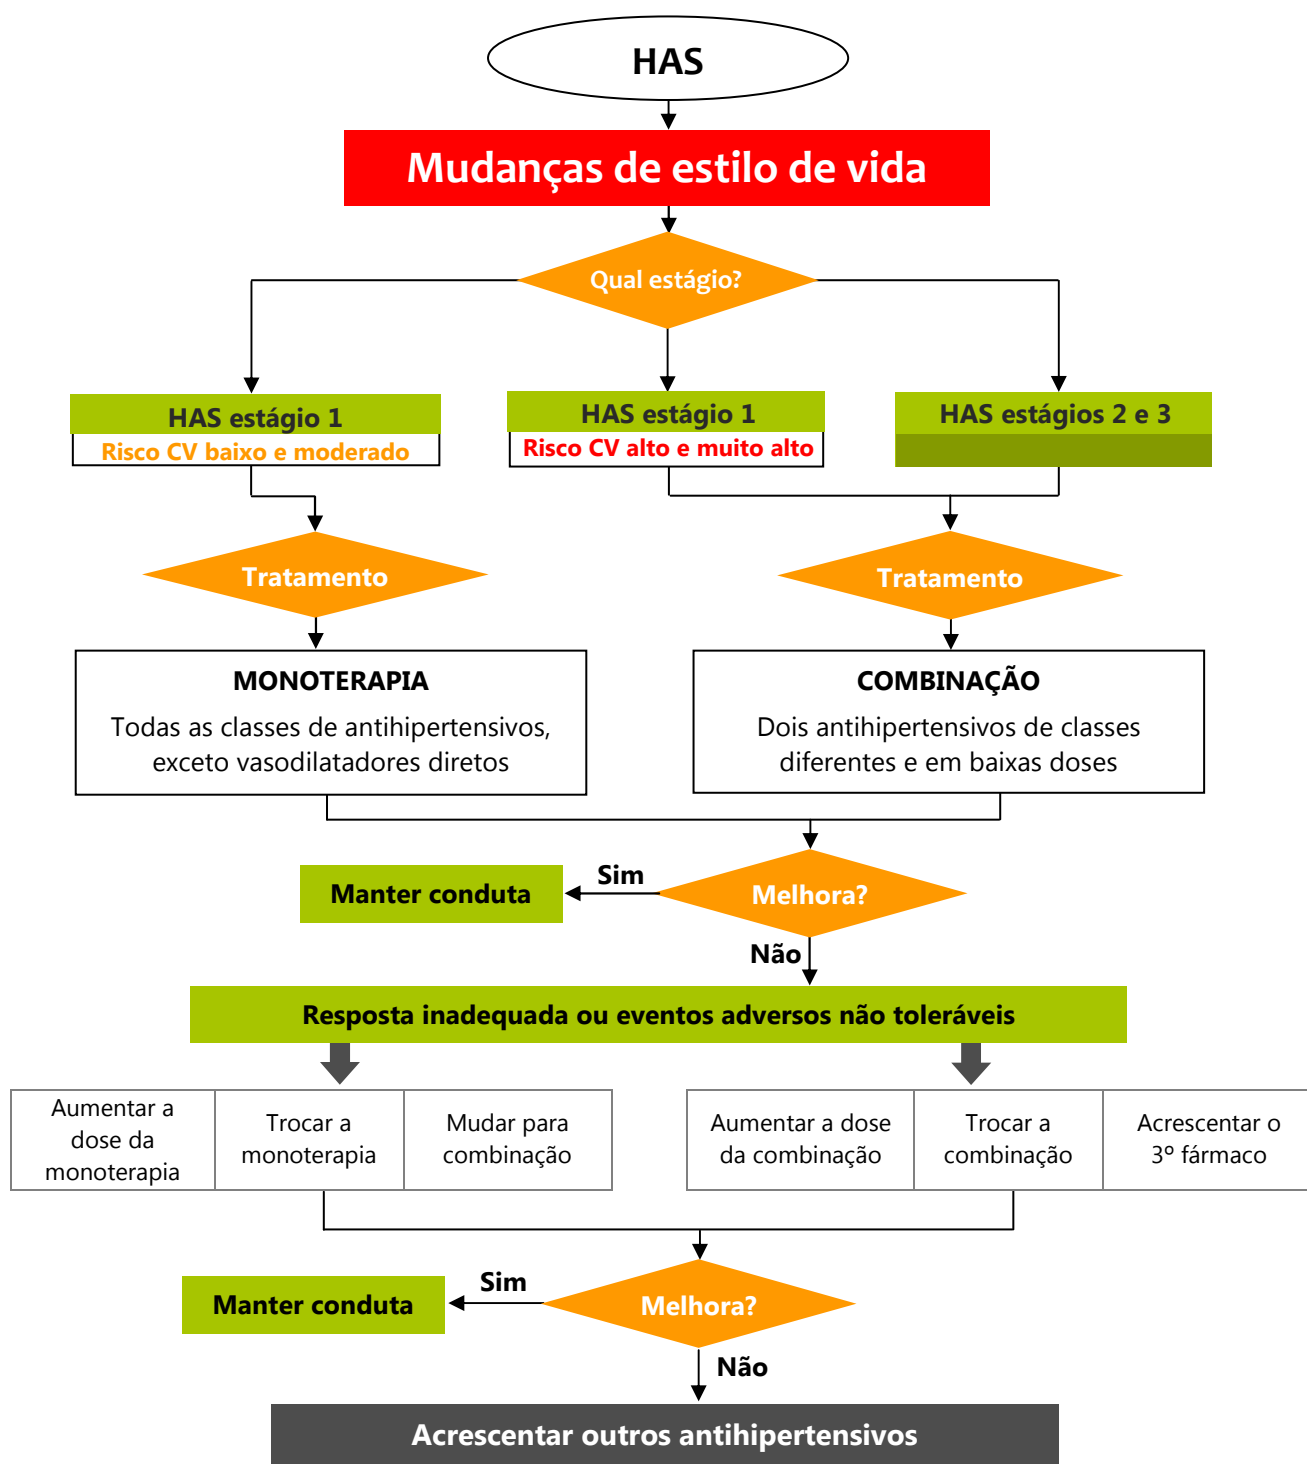 HAS
Mudanças de estilo de vida
Qual estágio?
HAS estágio 1
Risco CV baixo e moderado
HAS estágio 1
Risco CV alto e muito alto
HAS estágios 2 e 3
Tratamento
Tratamento
MONOTERAPIA
Todas as classes de antihipertensivos,
exceto vasodilatadores diretos
COMBINAÇÃO
Dois antihipertensivos de classes
diferentes e em baixas doses
Melhora?
Sim
Manter conduta
Não
Resposta inadequada ou eventos adversos não toleráveis
Aumentar a
dose da
monoterapia
Trocar a
monoterapia
Mudar para
combinação
Aumentar a dose
da combinação
Trocar a
combinação
Acrescentar o
3º fármaco
Melhora?
Sim
Manter conduta
Não
Acrescentar outros antihipertensivos